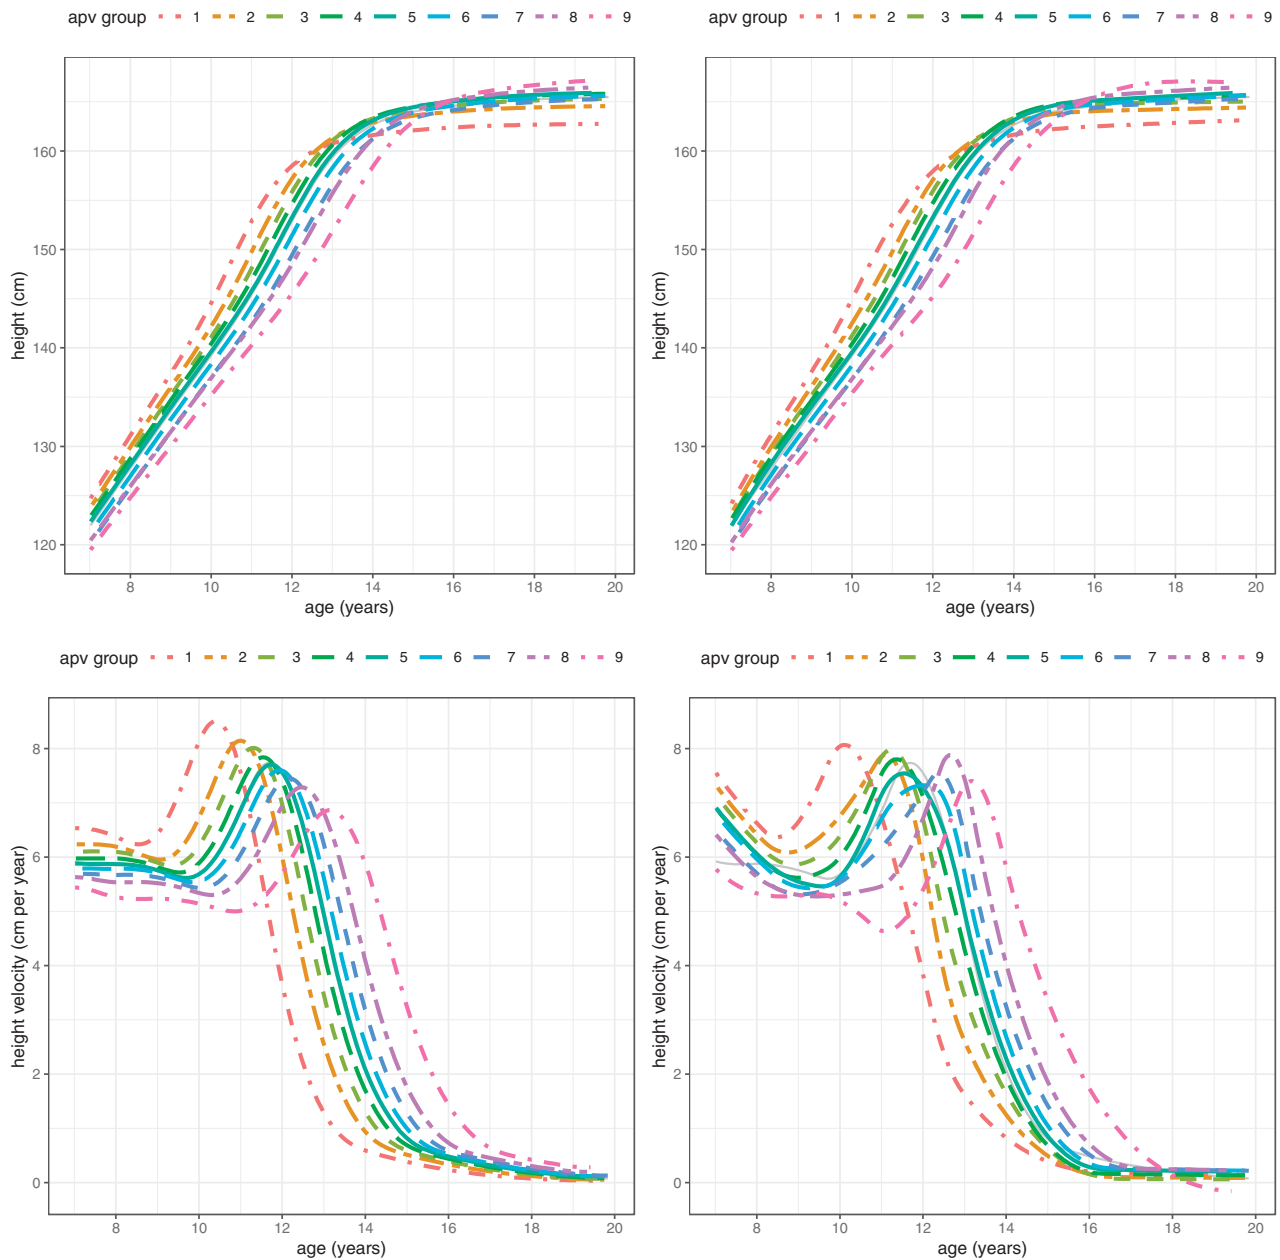 apv group 1 2 3 4 5 6 7 8 9
apv group 1 2 3 4 5 6 7 8 9
height (cm)
160
150
140
130
120
8 10 12 14 16 18 20
age (years)
height (cm)
160
150
140
130
120
8 10 12 14 16 18 20
age (years)
apv group 1 2 3 4 5 6 7 8 9
apv group 1 2 3 4 5 6 7 8 9
height velocity (cm per year)
8
6
4
2
0
8 10 12 14 16 18 20
age (years)
height velocity (cm per year)
8
6
4
2
0
8 10 12 14 16 18 20
age (years)